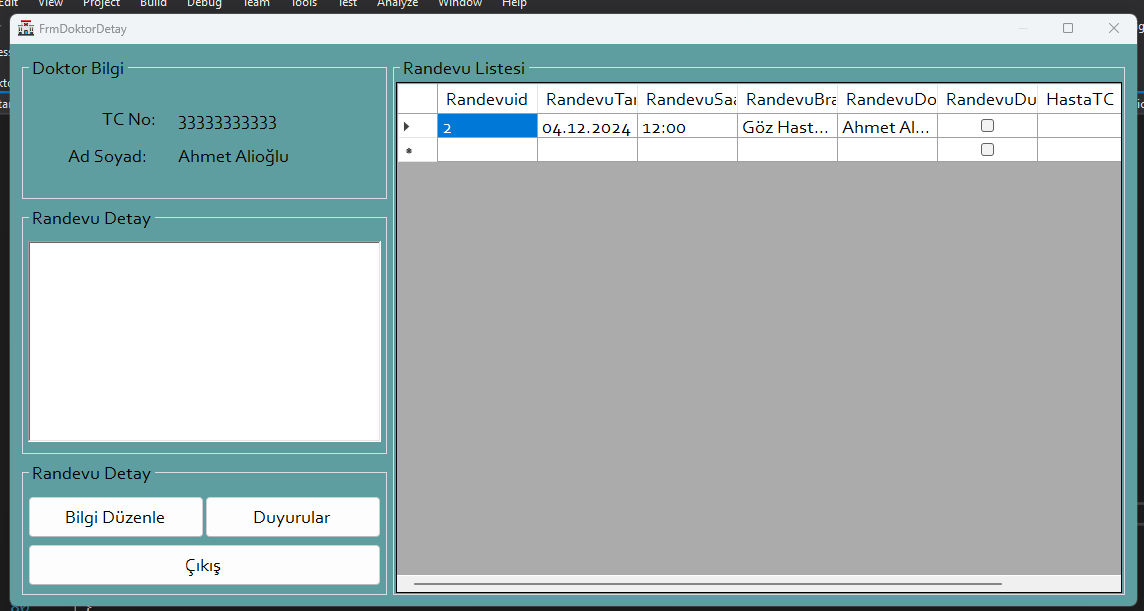 Edit View Project Build Debug Team Tools Test Analyze Window Help
FrmDoktorDetay
Doktor Bilgi
TC No: 33333333333
Ad Soyad: Ahmet Alioğlu
Randevu Detay
Randevu Detay
Bilgi Düzenle Duyurular
Çıkış
Randevu Listesi
Randevuid RandevuTar RandevuSaa RandevuBra RandevuDo RandevuDu HastaTC
2 04.12.2024 12:00 Göz Hast... Ahmet Al...